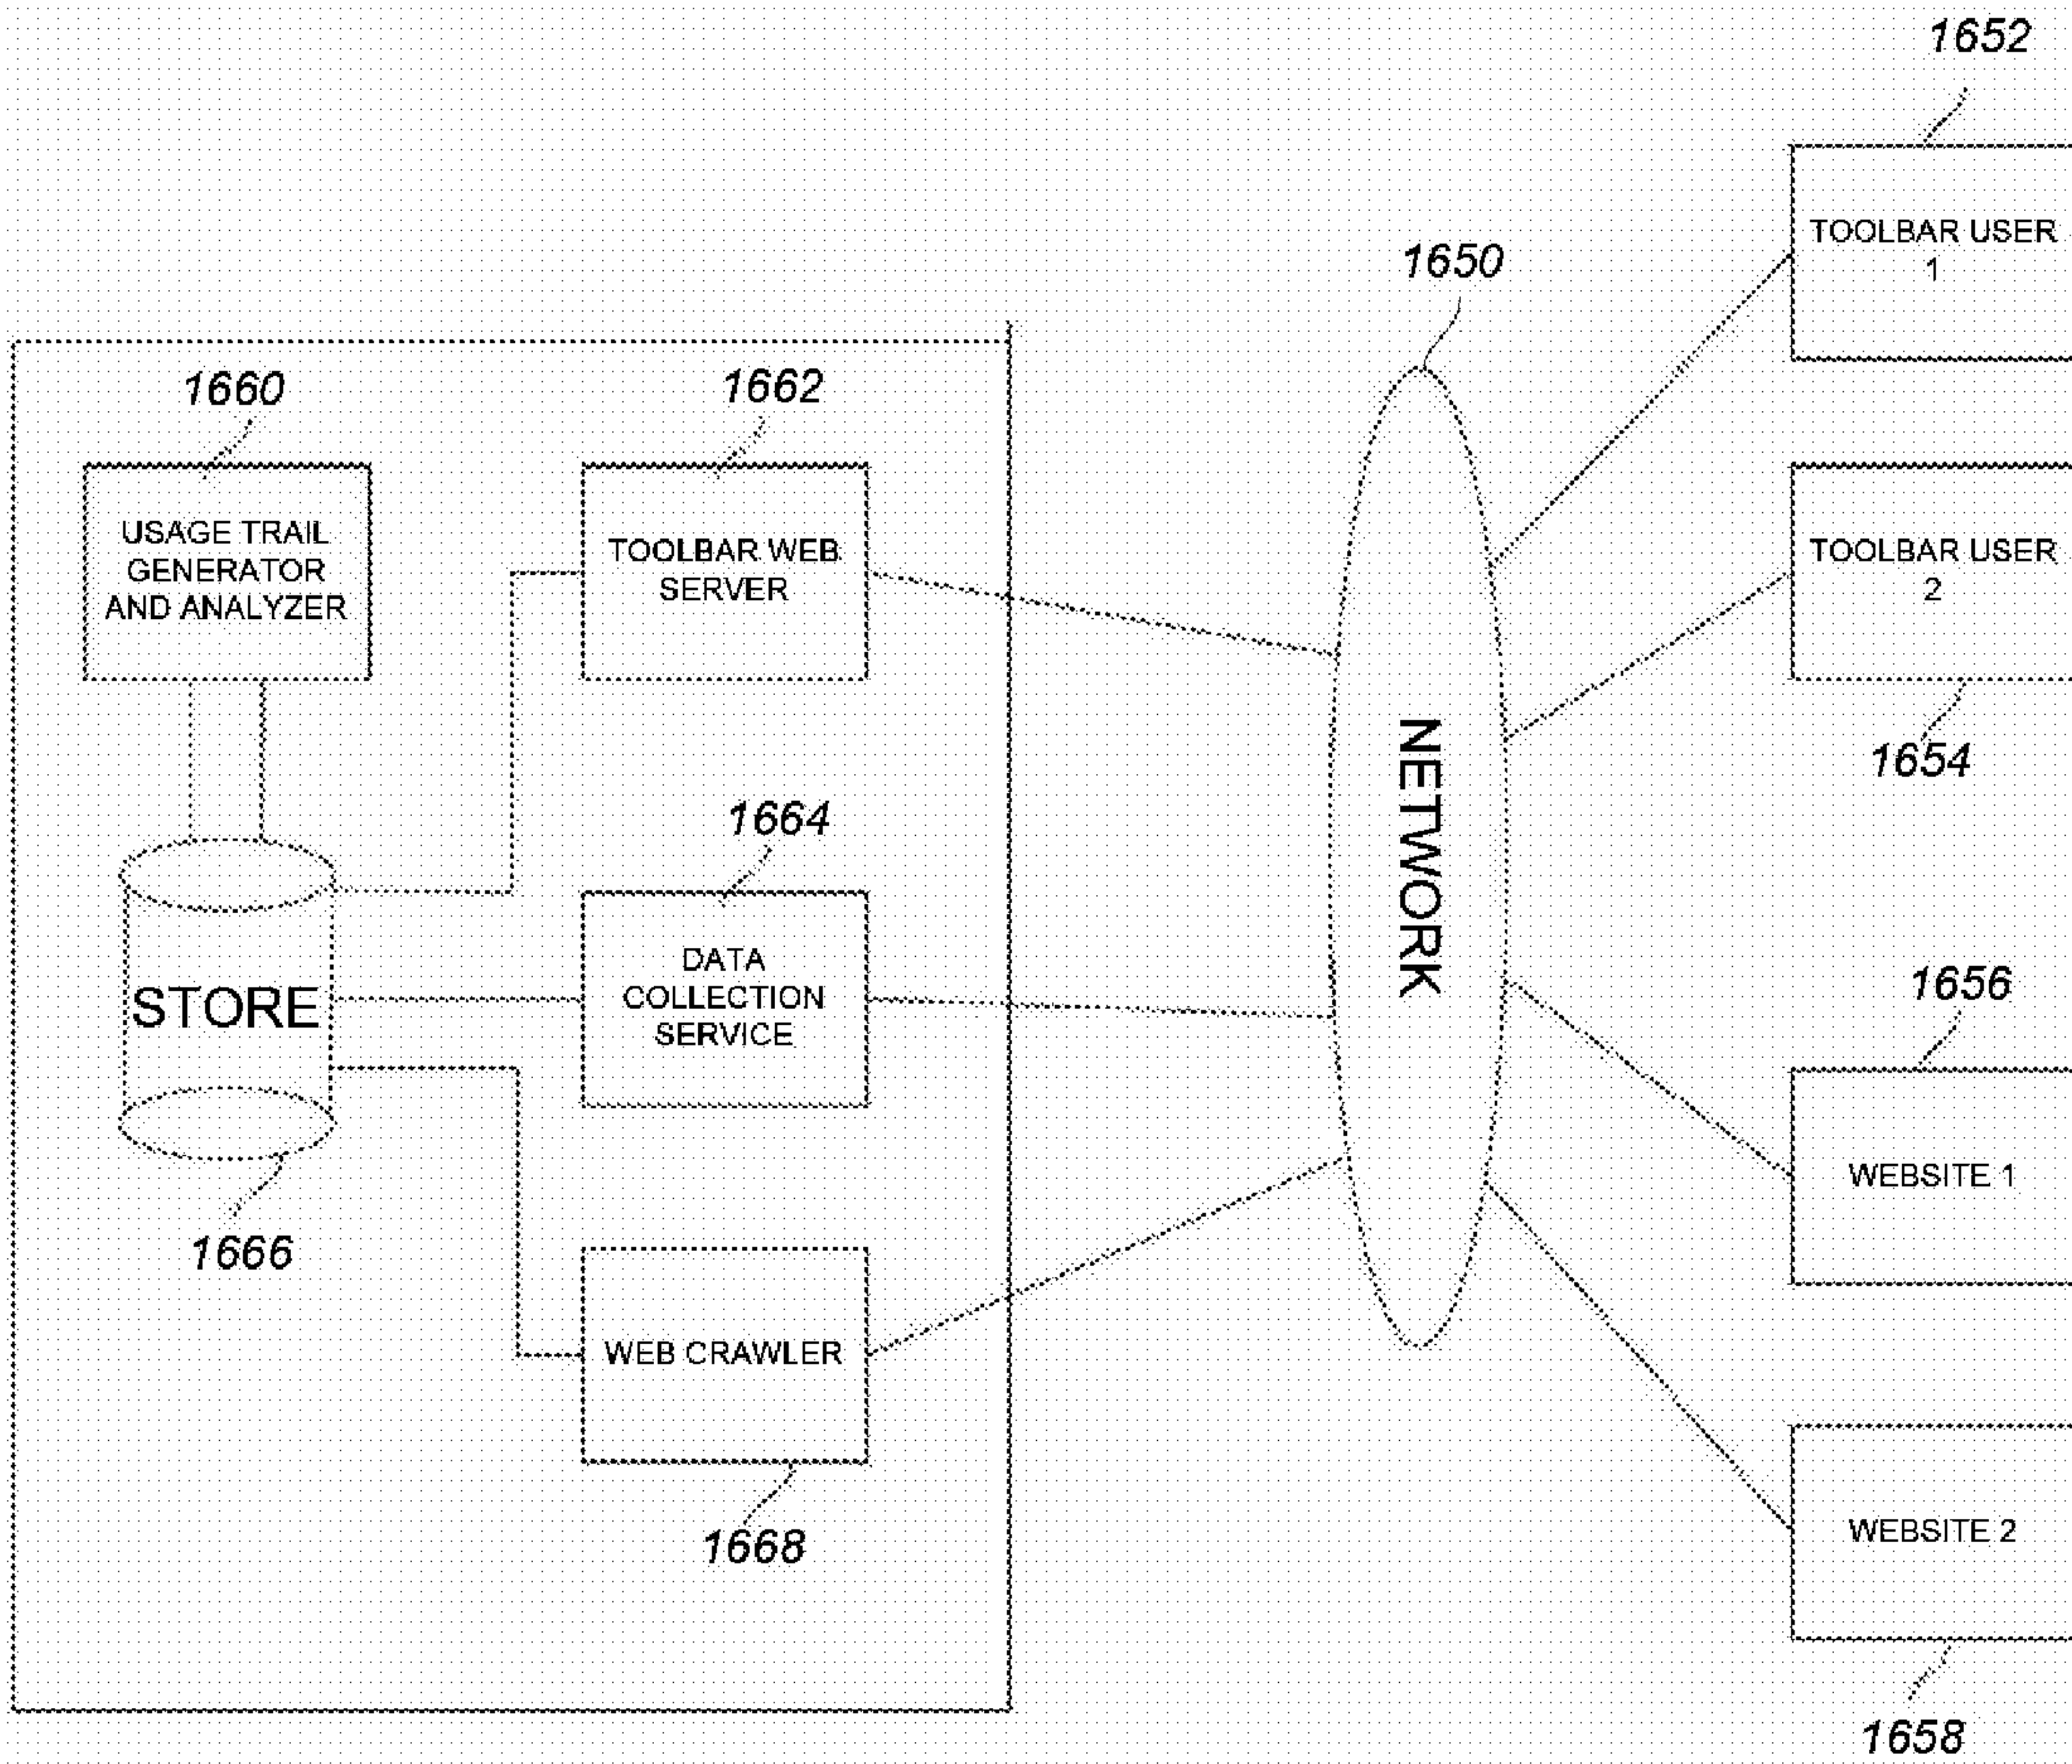 1652
TOOLBAR USER
1
1650
1660
1662
USAGE TRAIL
GENERATOR
AND ANALYZER
TOOLBAR WEB
SERVER
TOOLBAR USER
2
1654
NETWORK
1664
DATA
COLLECTION
SERVICE
STORE
1656
WEBSITE 1
1666
WEB CRAWLER
1668
WEBSITE 2
1658